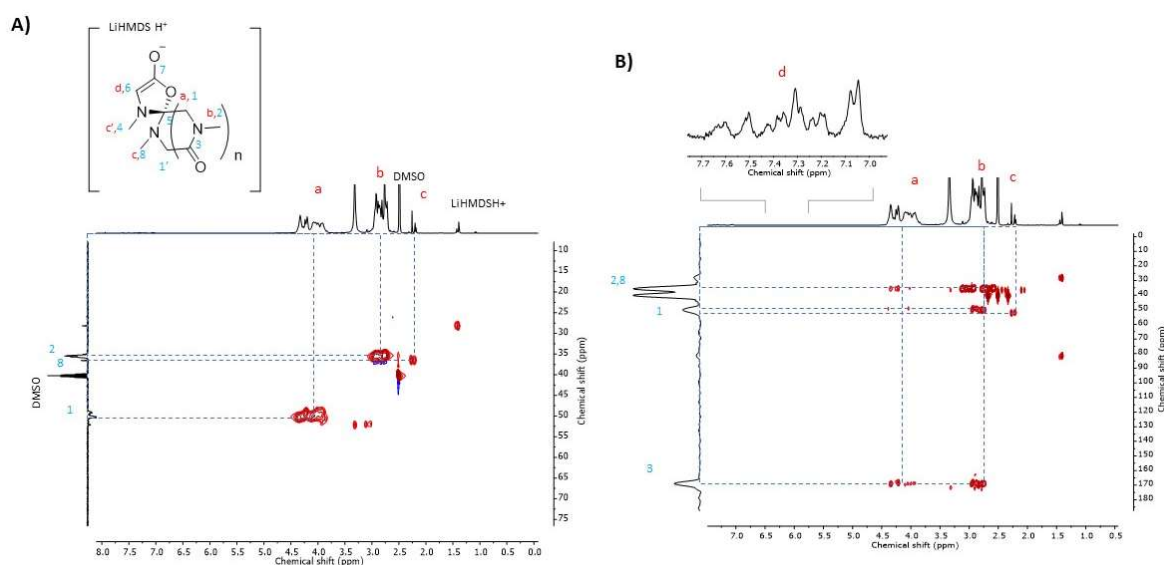 A)
LiHMDS H⁺
O⁻
7
d,6
O
a, 1
b,2
N
5
N
c',4
N
3
c,8
1'
O
n
a
b
DMSO
c
LiHMDSH+
2
8
DMSO
1
10
15
20
25
30
35
40
45
50
55
60
65
70
75
Chemical shift (ppm)
8.0 7.5 7.0 6.5 6.0 5.5 5.0 4.5 4.0 3.5 3.0 2.5 2.0 1.5 1.0 0.5 0.0
Chemical shift (ppm)
B)
d
7.7 7.6 7.5 7.4 7.3 7.2 7.1 7.0
Chemical shift (ppm)
a
b
c
2,8
1
3
0
10
20
30
40
50
60
70
80
90
100
110
120
130
140
150
160
170
180
Chemical shift (ppm)
7.0 6.5 6.0 5.5 5.0 4.5 4.0 3.5 3.0 2.5 2.0 1.5 1.0 0.5
Chemical shift (ppm)